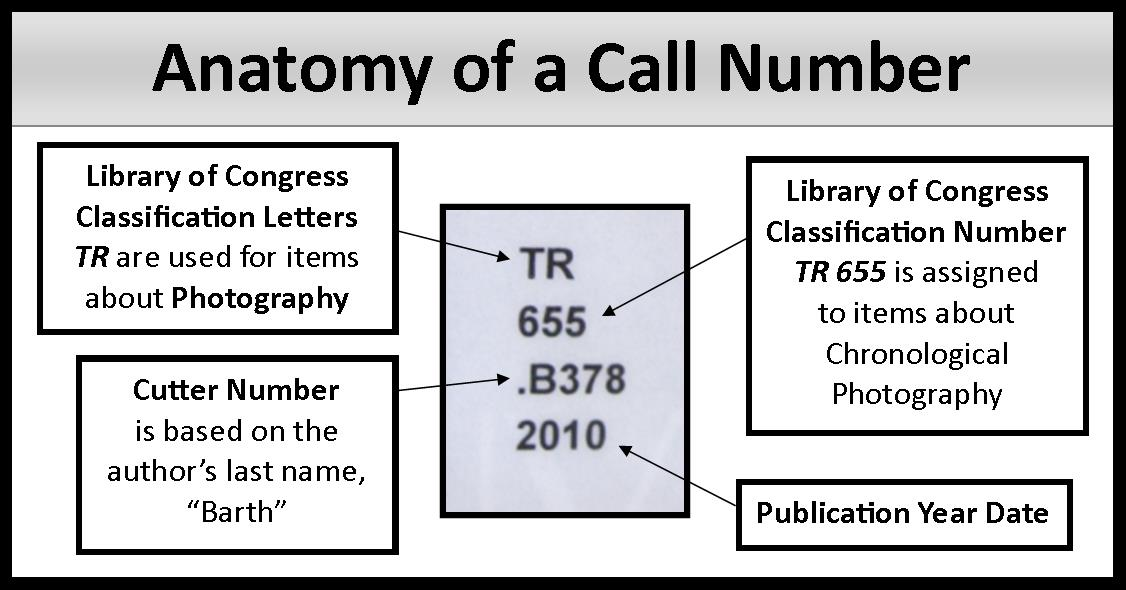 Anatomy of a Call Number
Library of Congress
Classification Letters
TR are used for items
about Photography
Cutter Number
is based on the
author's last name,
“Barth”
TR
655
.B378
2010
Library of Congress
Classification Number
TR 655 is assigned
to items about
Chronological
Photography
Publication Year Date